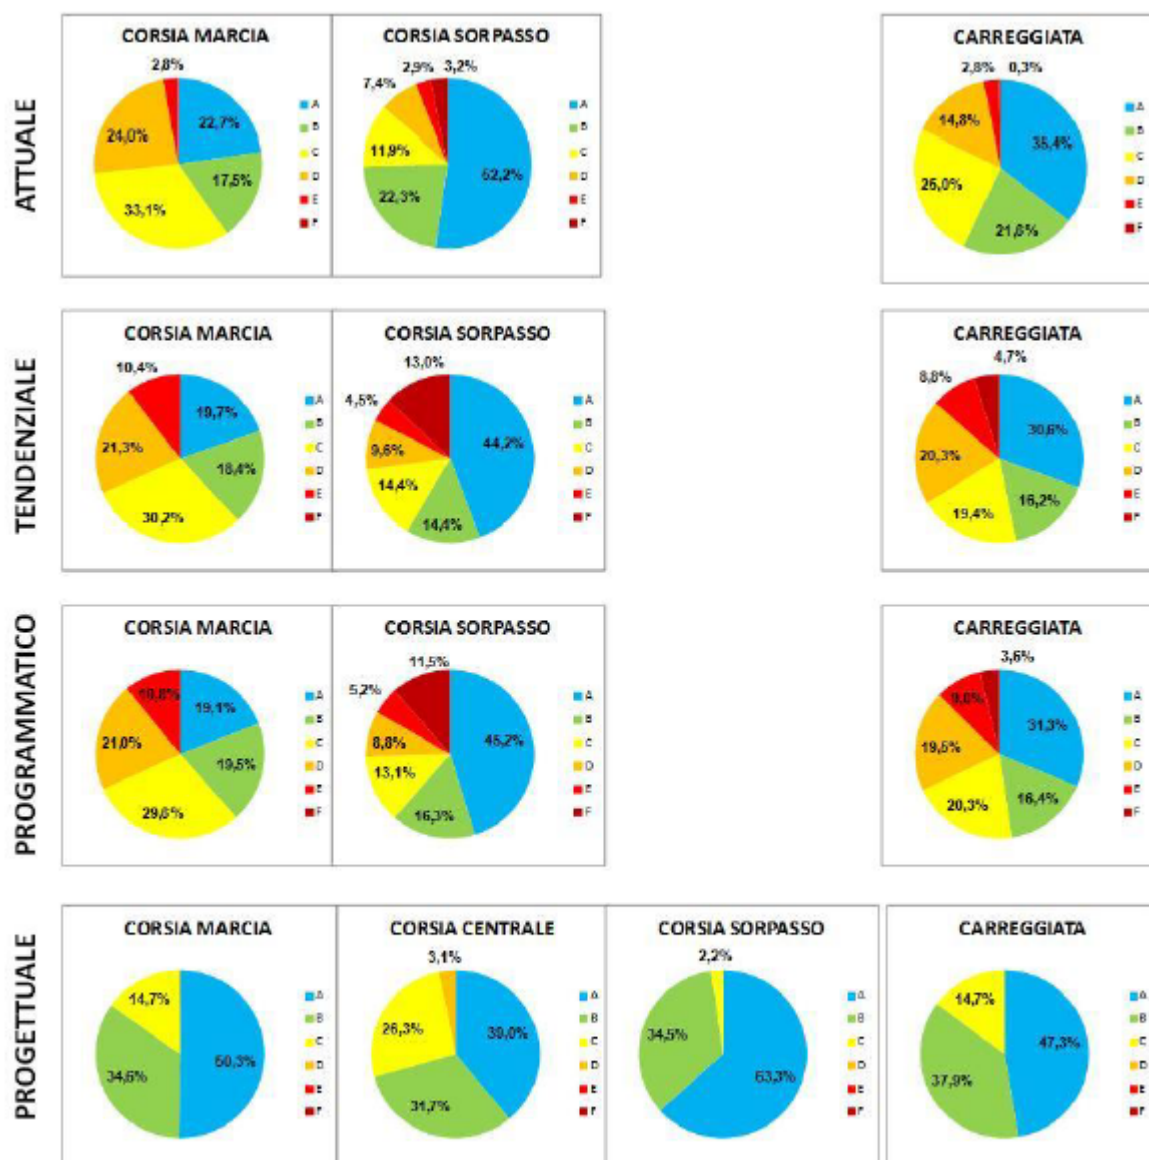 ATTUALE
CORSIA MARCIA
2,8%
22,7%
24,0%
17,5%
33,1%
A
B
C
D
E
F
CORSIA SORPASSO
2,9% 3,2%
7,4%
11,9%
52,2%
22,3%
A
B
C
D
E
F
CARREGGIATA
2,8% 0,3%
14,8%
35,4%
25,0%
21,6%
A
B
C
D
E
F
TENDENZIALE
CORSIA MARCIA
10,4%
19,7%
21,3%
18,4%
30,2%
A
B
C
D
E
F
CORSIA SORPASSO
13,0%
4,5%
44,2%
9,6%
14,4%
14,4%
A
B
C
D
E
F
CARREGGIATA
4,7%
8,8%
30,6%
20,3%
16,2%
19,4%
A
B
C
D
E
F
PROGRAMMATICO
CORSIA MARCIA
10,8%
19,1%
21,0%
19,5%
29,6%
A
B
C
D
E
F
CORSIA SORPASSO
11,5%
5,2%
45,2%
8,8%
13,1%
16,3%
A
B
C
D
E
F
CARREGGIATA
3,6%
9,0%
31,3%
19,5%
16,4%
20,3%
A
B
C
D
E
F
PROGETTUALE
CORSIA MARCIA
14,7%
50,3%
34,6%
A
B
C
D
E
F
CORSIA CENTRALE
3,1%
26,3%
39,0%
31,7%
A
B
C
D
E
F
CORSIA SORPASSO
2,2%
34,5%
63,3%
A
B
C
D
E
F
CARREGGIATA
14,7%
47,3%
37,9%
A
B
C
D
E
F